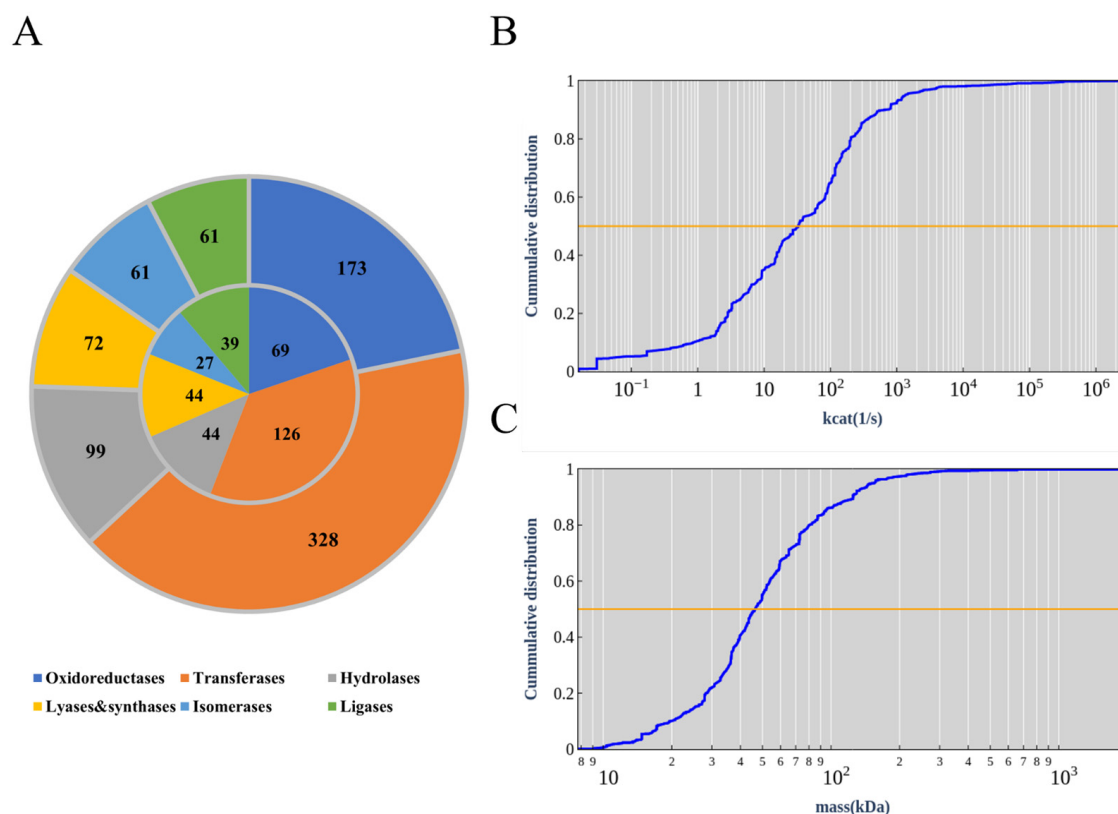 A
61
173
61
72
39
69
27
44
44
126
99
328
Oxidoreductases Transferases Hydrolases
Lyases&synthases Isomerases Ligases
B
Cummulative distribution
1
0.8
0.6
0.4
0.2
0
10⁻¹ 1 10 10² 10³ 10⁴ 10⁵ 10⁶
kcat(1/s)
C
Cummulative distribution
1
0.8
0.6
0.4
0.2
0
8 9 10 2 3 4 5 6 7 8 9 10² 2 3 4 5 6 7 8 9 10³
mass(kDa)